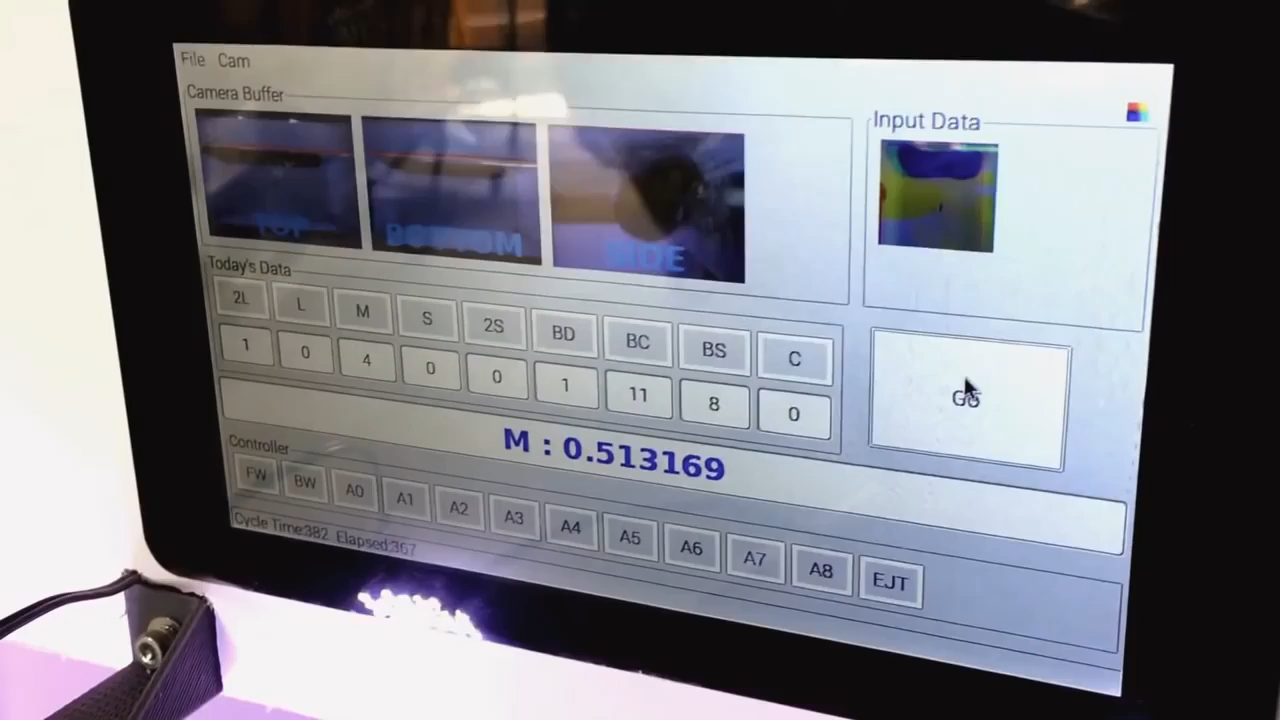 File Cam
Camera Buffer
TOP BOTTOM SIDE
Input Data
Today's Data
2L L M S 2S BD BC BS C
1 0 4 0 0 1 11 8 0
Go
M : 0.513169
Controller
FW BW A0 A1 A2 A3 A4 A5 A6 A7 A8 EJT
Cycle Time:382 Elapsed:367